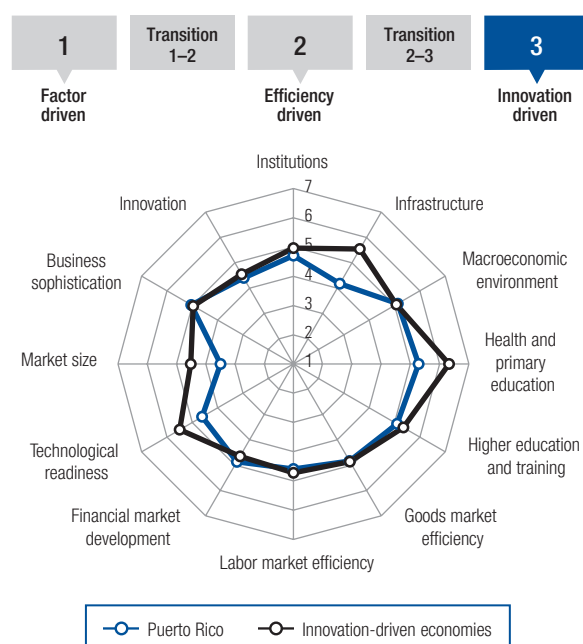 1
Transition
1–2
2
Transition
2–3
3
Factor
driven
Efficiency
driven
Innovation
driven
Institutions
Infrastructure
Macroeconomic
environment
Health and
primary
education
Higher education
and training
Goods market
efficiency
Labor market efficiency
Financial market
development
Technological
readiness
Market size
Business
sophistication
Innovation
7
6
5
4
3
2
1
Puerto Rico
Innovation-driven economies